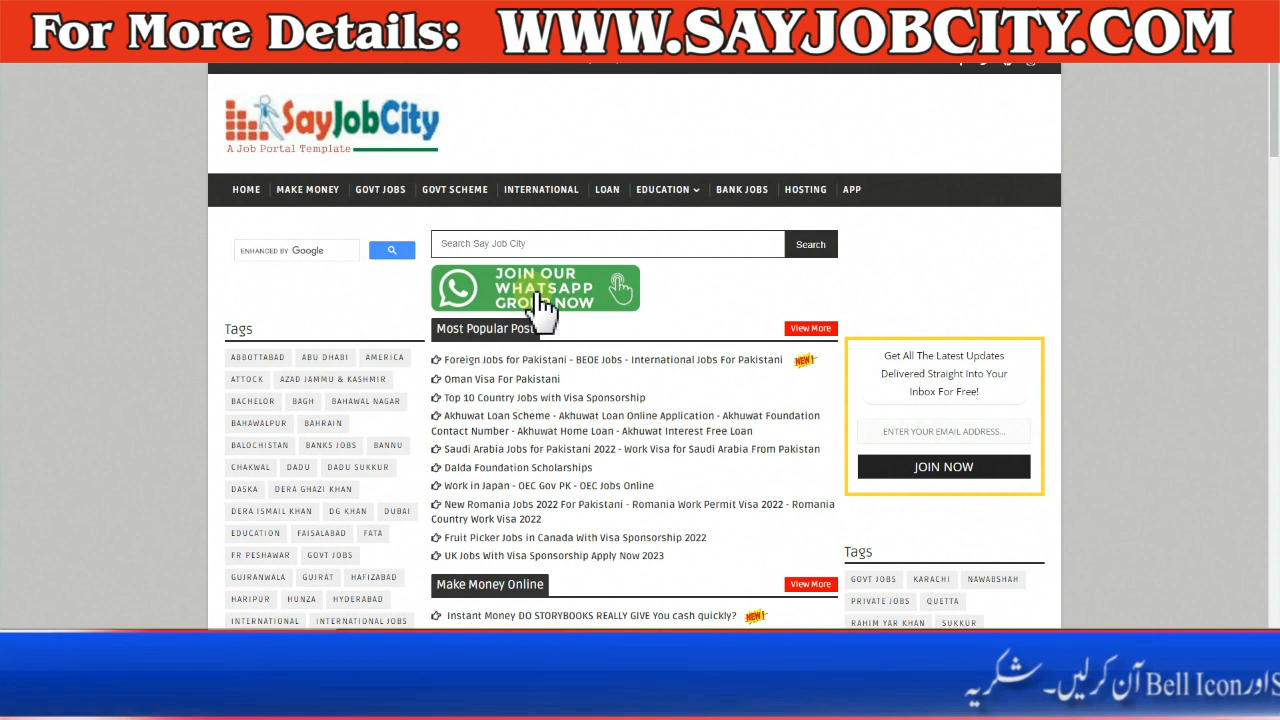 For More Details: WWW.SAYJOBCITY.COM
SayJobCity
A Job Portal Template
HOME MAKE MONEY GOVT JOBS GOVT SCHEME INTERNATIONAL LOAN EDUCATION BANK JOBS HOSTING APP
ENHANCED BY Google
Search Say Job City Search
JOIN OUR
WHATSAPP
GROUP NOW
Tags
ABBOTTABAD ABU DHABI AMERICA
ATTOCK AZAD JAMMU & KASHMIR
BACHELOR BAGH BAHAWAL NAGAR
BAHAWALPUR BAHRAIN
BALOCHISTAN BANKS JOBS BANNU
CHAKWAL DADU DADU SUKKUR
DASKA DERA GHAZI KHAN
DERA ISMAIL KHAN DG KHAN DUBAI
EDUCATION FAISALABAD FATA
FR PESHAWAR GOVT JOBS
GUJRANWALA GUJRAT HAFIZABAD
HARIPUR HUNZA HYDERABAD
INTERNATIONAL INTERNATIONAL JOBS
Most Popular Post View More
Foreign Jobs for Pakistani - BEOE Jobs - International Jobs For Pakistani NEW!
Oman Visa For Pakistani
Top 10 Country Jobs with Visa Sponsorship
Akhuwat Loan Scheme - Akhuwat Loan Online Application - Akhuwat Foundation
Contact Number - Akhuwat Home Loan - Akhuwat Interest Free Loan
Saudi Arabia Jobs for Pakistani 2022 - Work Visa for Saudi Arabia From Pakistan
Dalda Foundation Scholarships
Work in Japan - OEC Gov PK - OEC Jobs Online
New Romania Jobs 2022 For Pakistani - Romania Work Permit Visa 2022 - Romania
Country Work Visa 2022
Fruit Picker Jobs in Canada With Visa Sponsorship 2022
UK Jobs With Visa Sponsorship Apply Now 2023
Make Money Online View More
Instant Money DO STORYBOOKS REALLY GIVE You cash quickly? NEW!
Get All The Latest Updates
Delivered Straight Into Your
Inbox For Free!
ENTER YOUR EMAIL ADDRESS...
JOIN NOW
Tags
GOVT JOBS KARACHI NAWABSHAH
PRIVATE JOBS QUETTA
RAHIM YAR KHAN SUKKUR
اور Bell Icon آن کرلیں۔ شکریہ